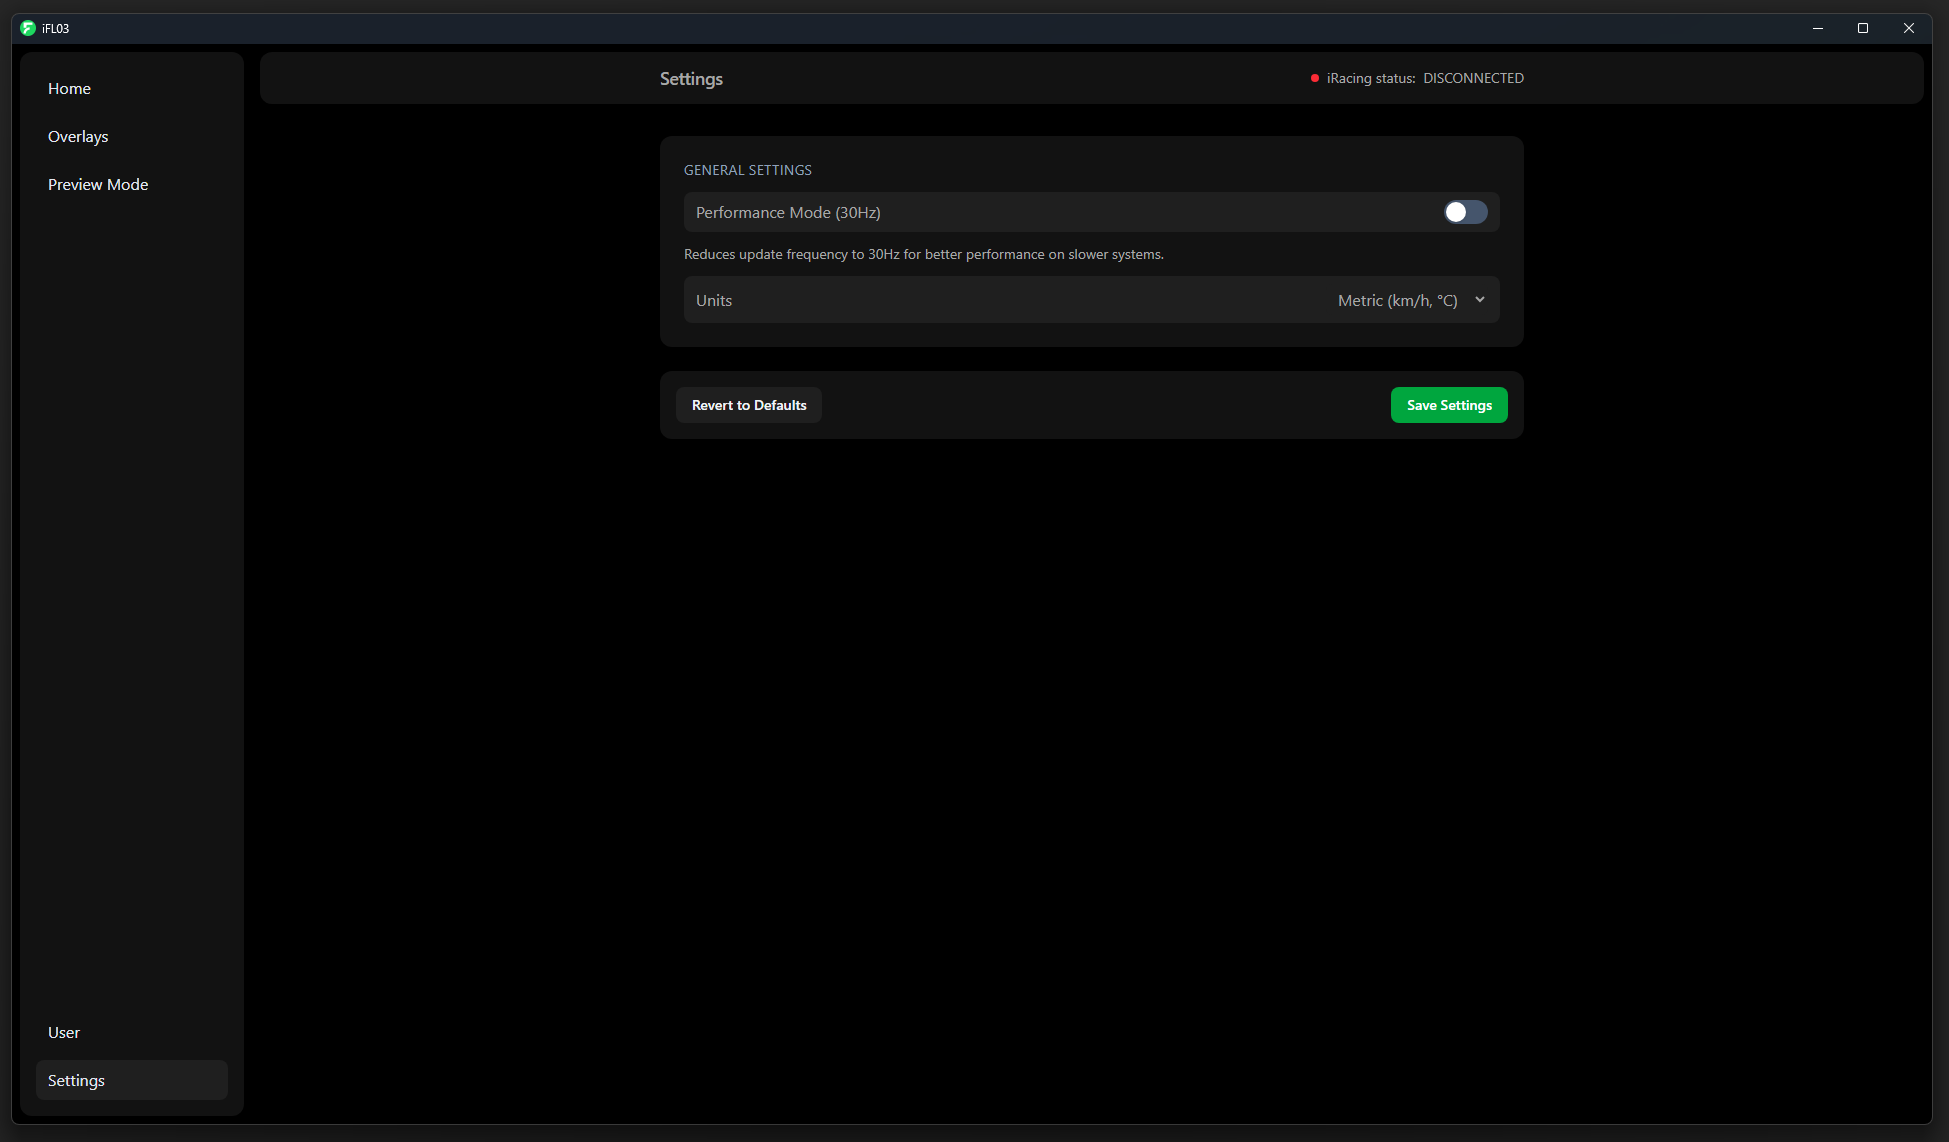 iFL03
Home
Overlays
Preview Mode
User
Settings
Settings
iRacing status: DISCONNECTED
GENERAL SETTINGS
Performance Mode (30Hz)
Reduces update frequency to 30Hz for better performance on slower systems.
Units Metric (km/h, °C)
Revert to Defaults Save Settings